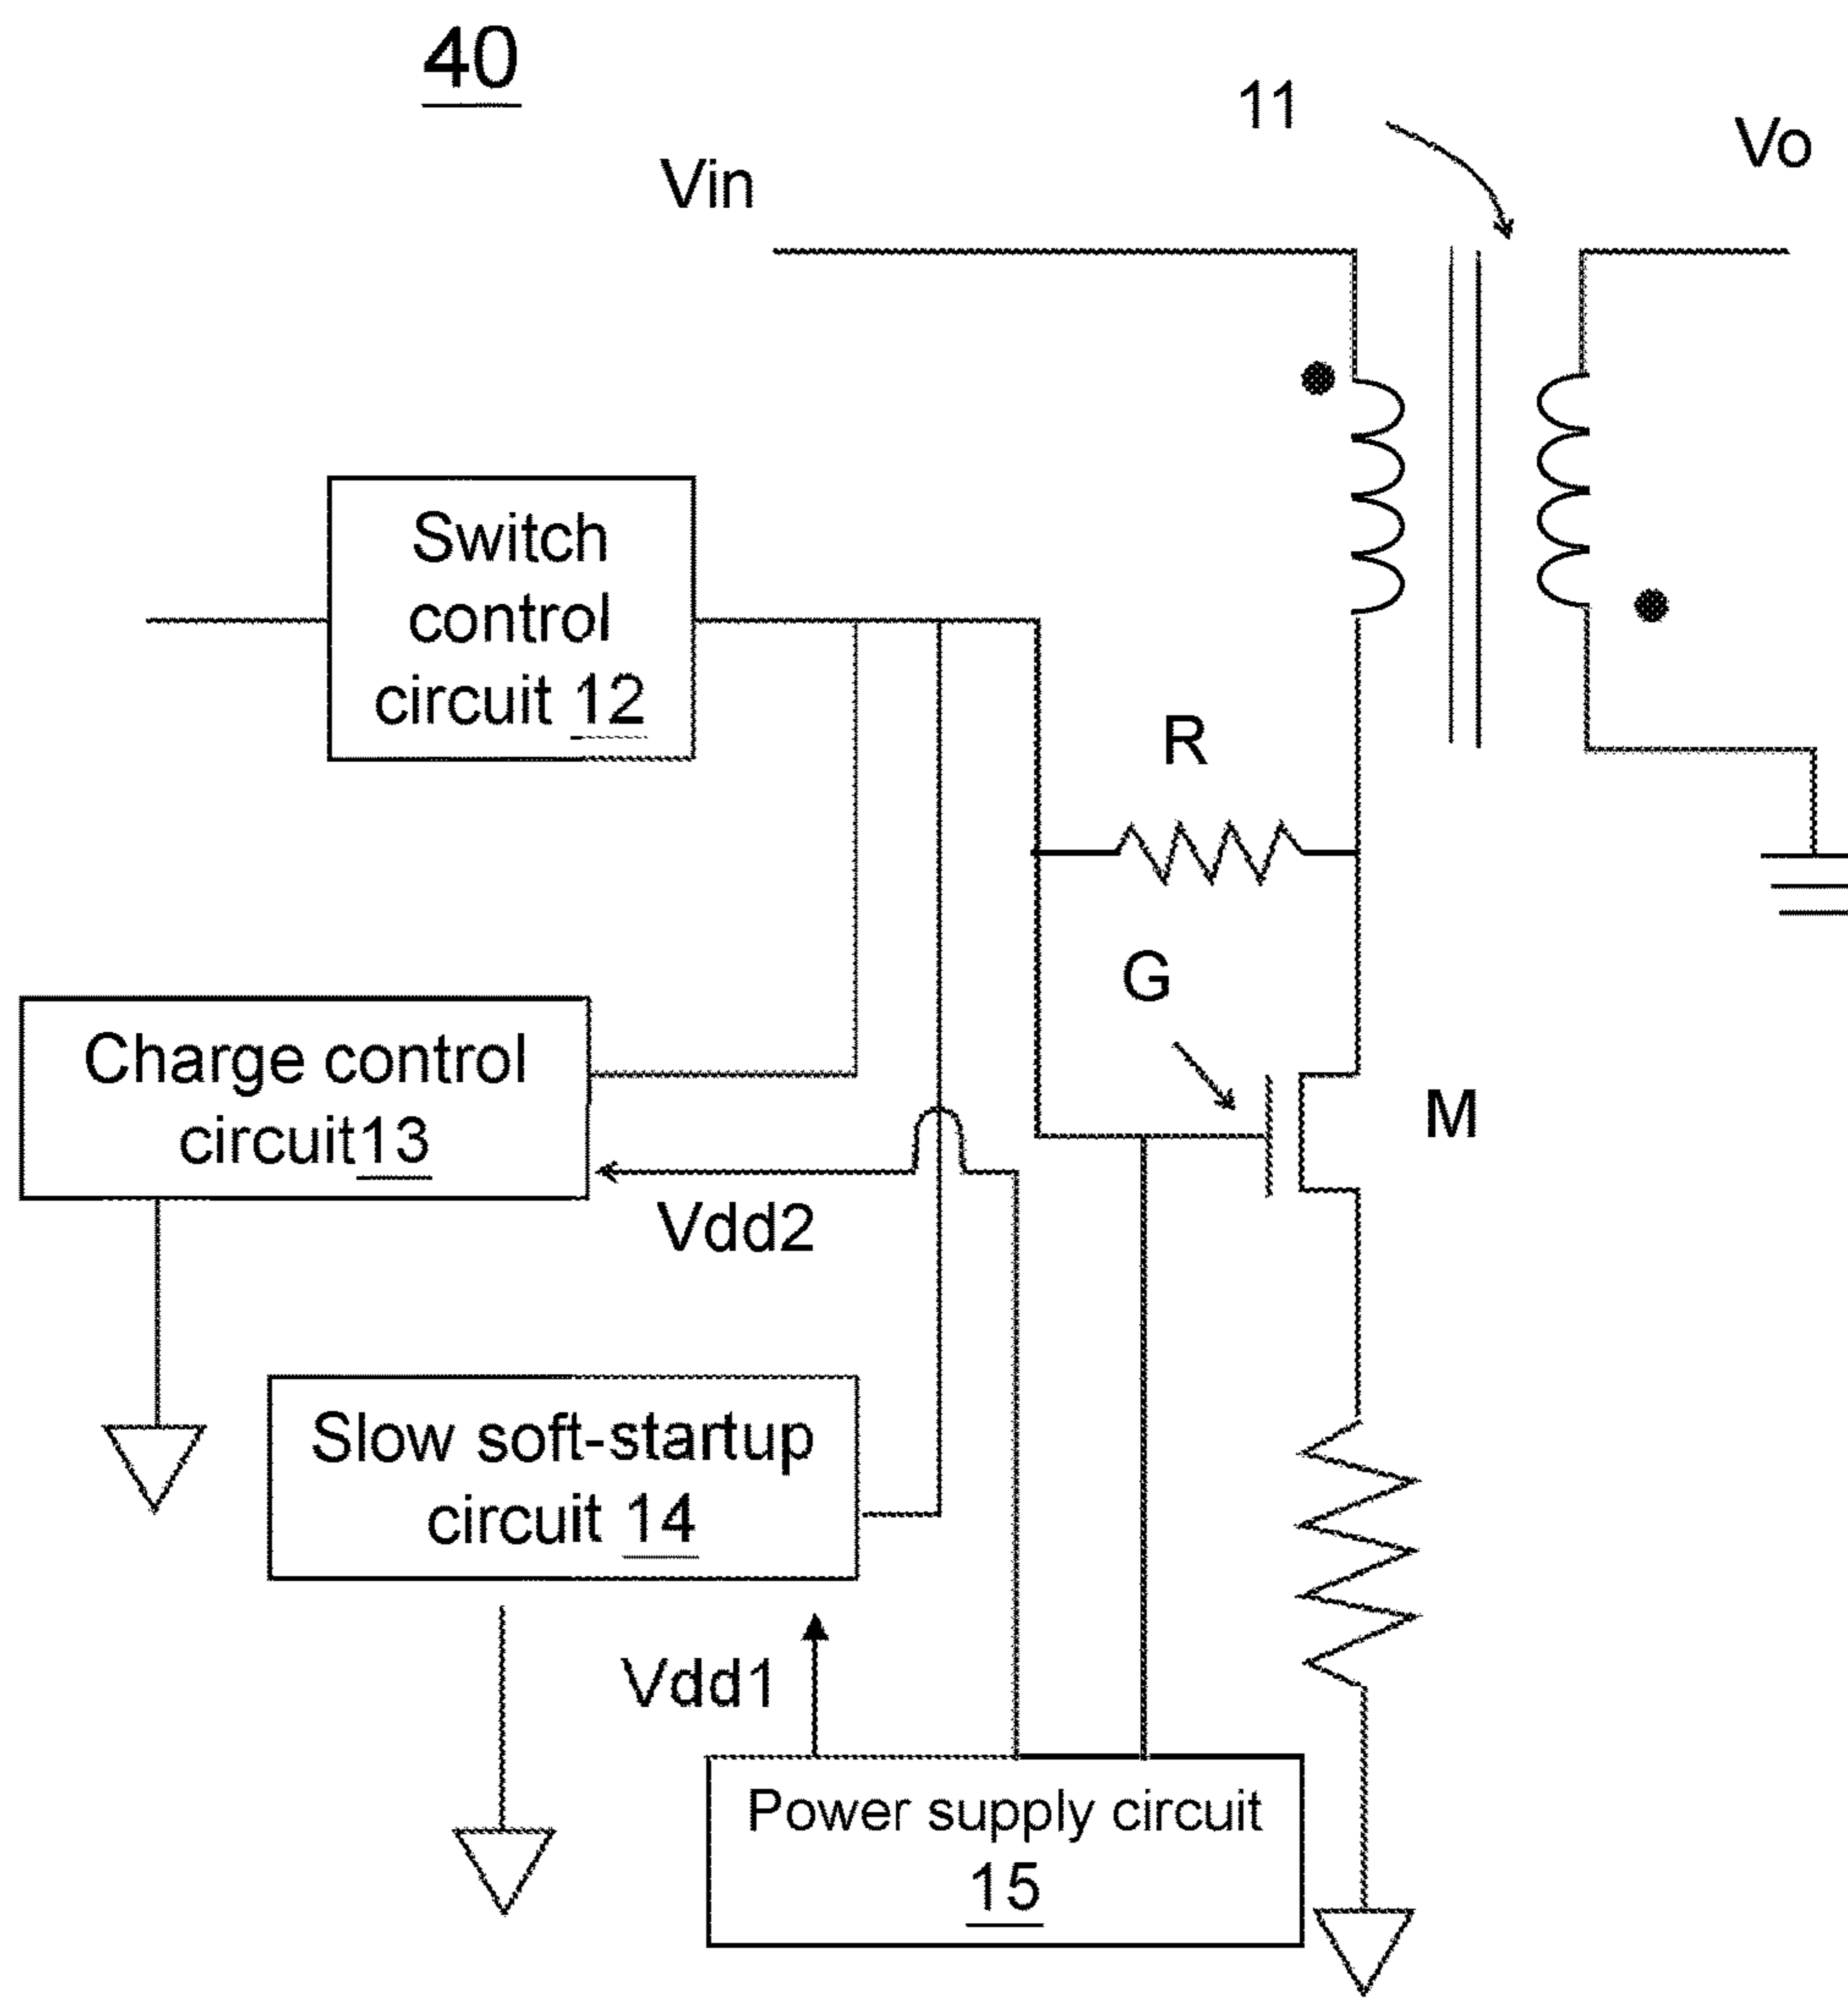 40
11
Vo
Vin
Switch
control
circuit 12
R
G
Charge control
circuit13
M
Vdd2
Slow soft-startup
circuit 14
Vdd1
Power supply circuit
15